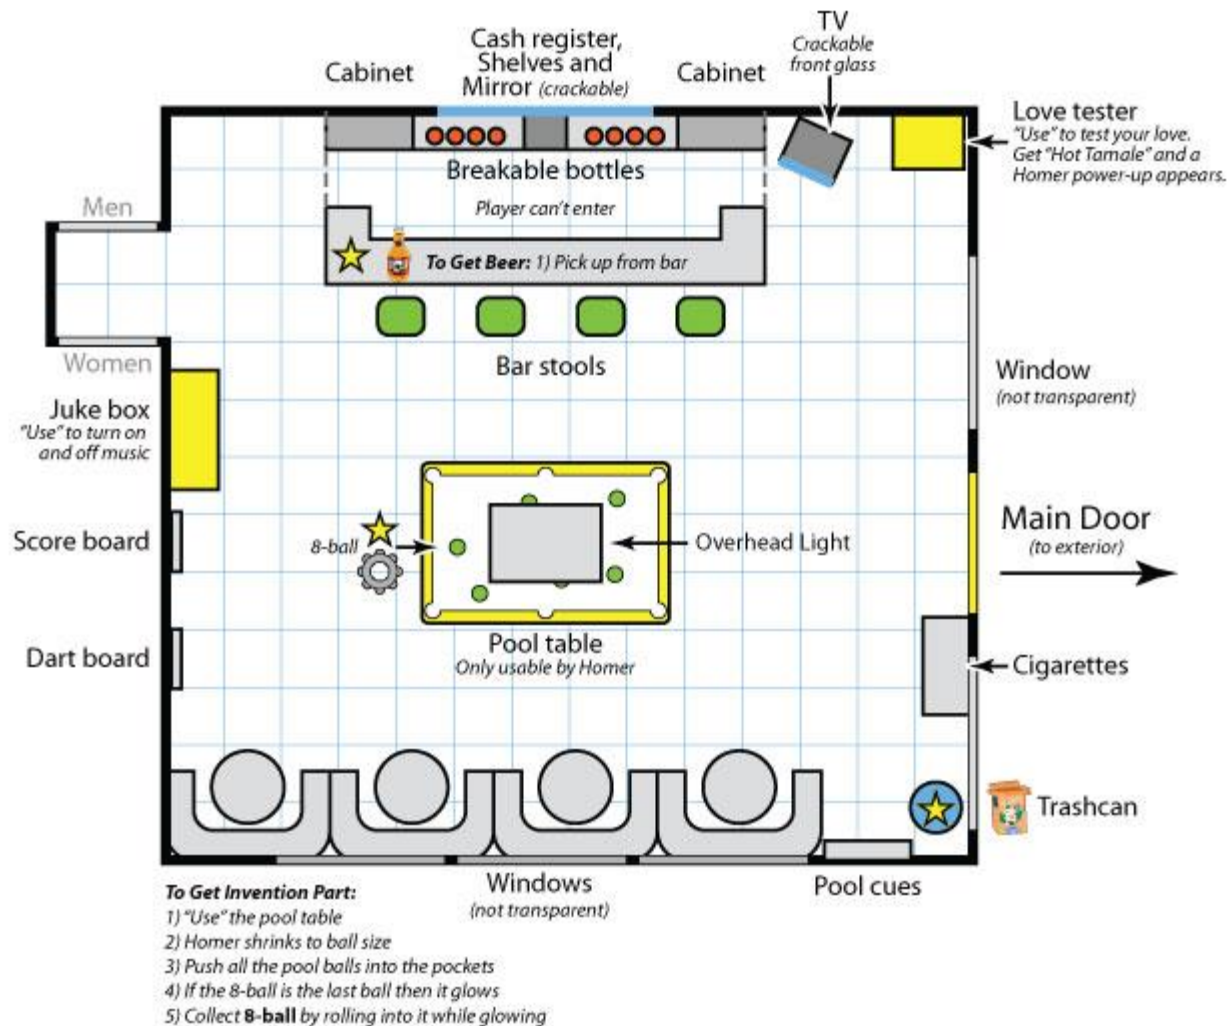 TV
Crackable
front glass
Cash register,
Shelves and
Mirror (crackable)
Cabinet
Cabinet
Love tester
"Use" to test your love.
Get "Hot Tamale" and a
Homer power-up appears.
Breakable bottles
Player can't enter
Men
To Get Beer: 1) Pick up from bar
Women
Bar stools
Window
(not transparent)
Juke box
"Use" to turn on
and off music
Main Door
(to exterior)
Score board
8-ball
Overhead Light
Pool table
Only usable by Homer
Dart board
Cigarettes
Trashcan
Windows
(not transparent)
Pool cues
To Get Invention Part:
1) "Use" the pool table
2) Homer shrinks to ball size
3) Push all the pool balls into the pockets
4) If the 8-ball is the last ball then it glows
5) Collect 8-ball by rolling into it while glowing